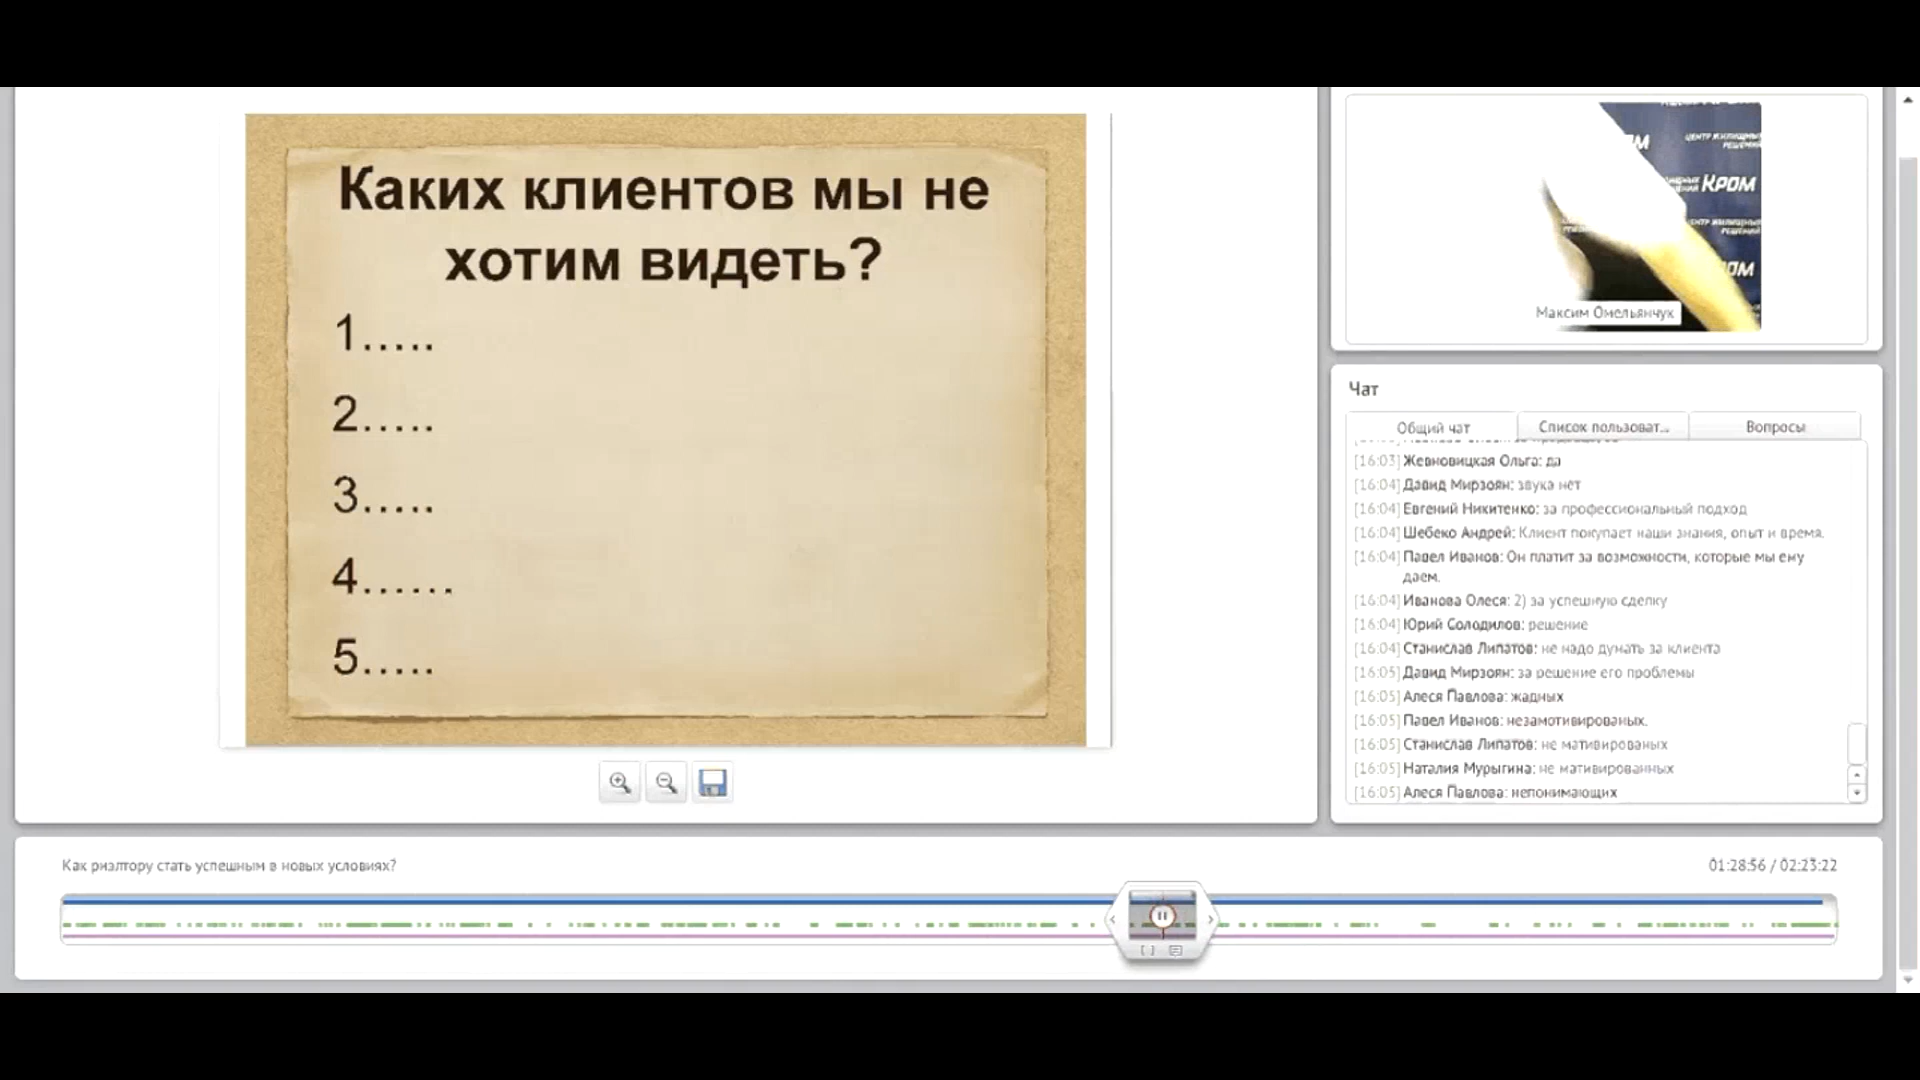 Каких клиентов мы не
хотим видеть?
1.....
2.....
3.....
4......
5.....
ЦЕНТР ЖИЛИЩНЫХ
РЕШЕНИЙ
КРОМ
Максим Омельянчук
Чат
Общий чат
Список пользоват...
Вопросы
[16:03] Жевновицкая Ольга: да
[16:04] Давид Мирзоян: звука нет
[16:04] Евгений Никитенко: за профессиональный подход
[16:04] Шебеко Андрей: Клиент покупает наши знания, опыт и время.
[16:04] Павел Иванов: Он платит за возможности, которые мы ему
даем.
[16:04] Иванова Олеся: 2) за успешную сделку
[16:04] Юрий Солодилов: решение
[16:04] Станислав Липатов: не надо думать за клиента
[16:05] Давид Мирзоян: за решение его проблемы
[16:05] Алеся Павлова: жадных
[16:05] Павел Иванов: незамотивированых.
[16:05] Станислав Липатов: не мативированых
[16:05] Наталия Мурыгина: не мативированных
[16:05] Алеся Павлова: непонимающих
Как риэлтору стать успешным в новых условиях?
01:28:56 / 02:23:22